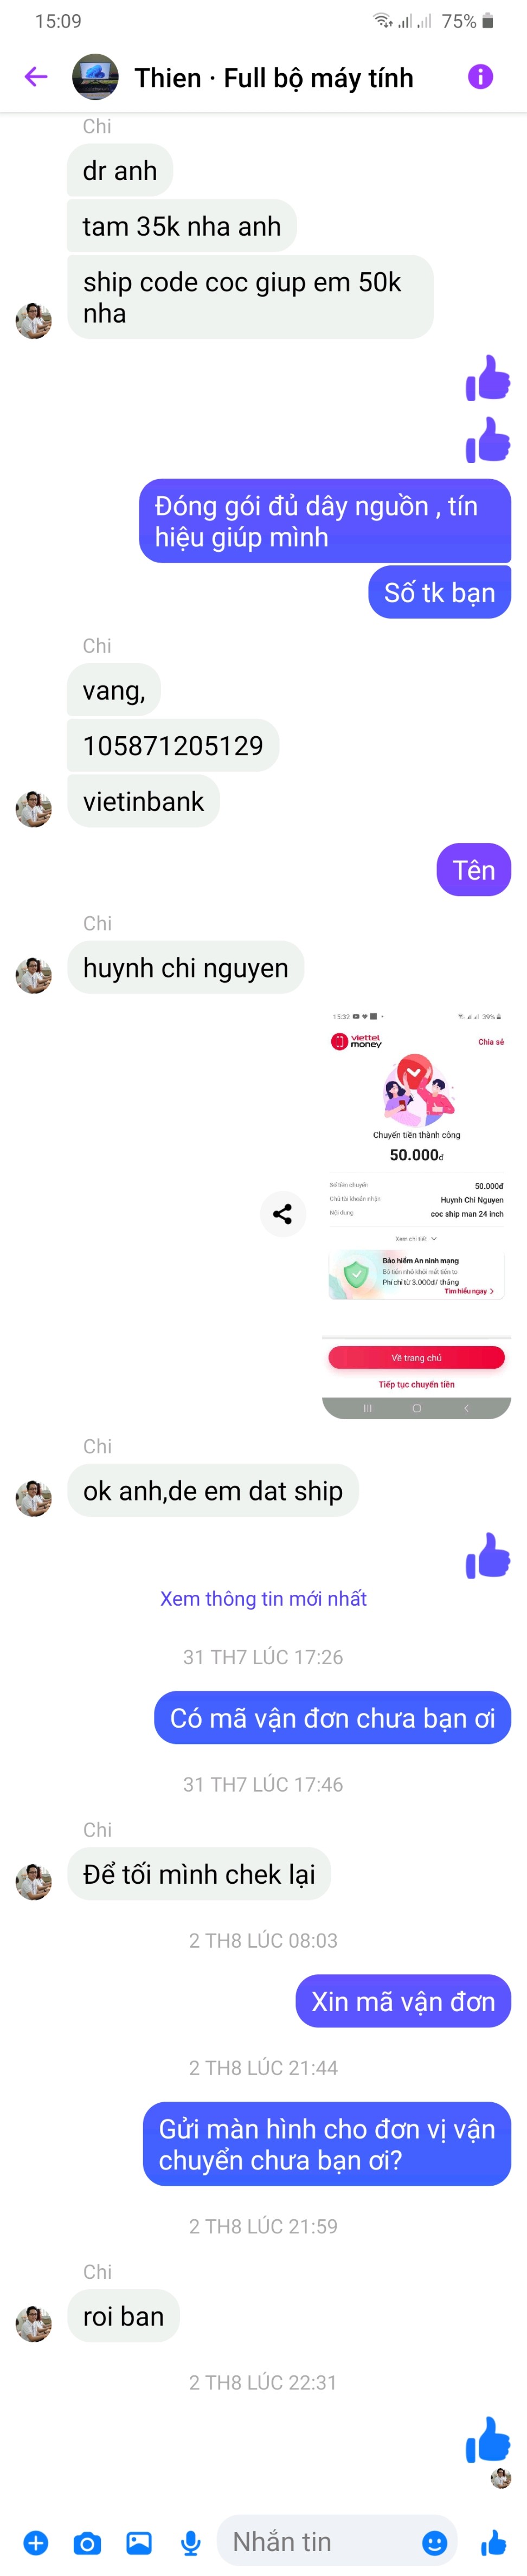 15:09
75%
Thien · Full bộ máy tính
Chi
dr anh
tam 35k nha anh
ship code coc giup em 50k
nha
Đóng gói đủ dây nguồn , tín
hiệu giúp mình
Số tk bạn
Chi
vang,
105871205129
vietinbank
Tên
Chi
huynh chi nguyen
15:32
39%
viettel
money
Chia sẻ
Chuyển tiền thành công
50.000đ
Số tiền chuyển
50.000đ
Chủ tài khoản nhận
Huynh Chi Nguyen
Nội dung
coc ship man 24 inch
Xem chi tiết
Bảo hiểm An ninh mạng
Bồi tiền nhỏ khỏi mất tiền to
Phí chỉ từ 3.000đ/ tháng
Tìm hiểu ngay
Về trang chủ
Tiếp tục chuyển tiền
Chi
ok anh,de em dat ship
Xem thông tin mới nhất
31 TH7 LÚC 17:26
Có mã vận đơn chưa bạn ơi
31 TH7 LÚC 17:46
Chi
Để tối mình chek lại
2 TH8 LÚC 08:03
Xin mã vận đơn
2 TH8 LÚC 21:44
Gửi màn hình cho đơn vị vận
chuyển chưa bạn ơi?
2 TH8 LÚC 21:59
Chi
roi ban
2 TH8 LÚC 22:31
Nhắn tin